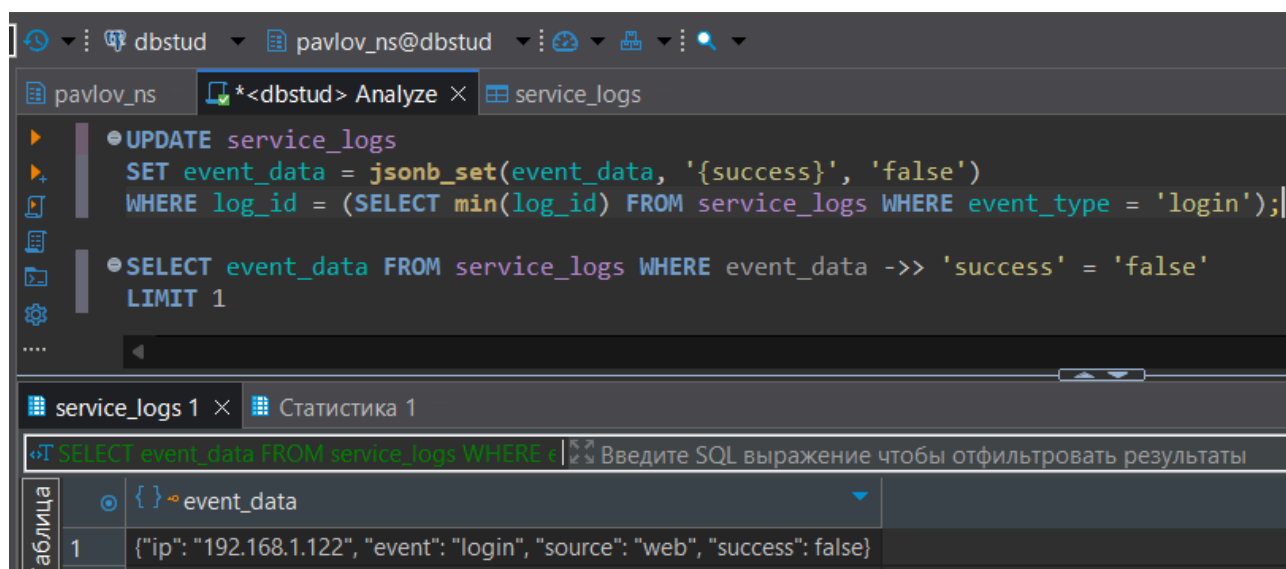 dbstud pavlov_ns@dbstud
pavlov_ns *<dbstud> Analyze service_logs
UPDATE service_logs
SET event_data = jsonb_set(event_data, '{success}', 'false')
WHERE log_id = (SELECT min(log_id) FROM service_logs WHERE event_type = 'login');
SELECT event_data FROM service_logs WHERE event_data ->> 'success' = 'false'
LIMIT 1
service_logs 1 Статистика 1
SELECT event_data FROM service_logs WHERE e Введите SQL выражение чтобы отфильтровать результаты
event_data
1 {"ip": "192.168.1.122", "event": "login", "source": "web", "success": false}